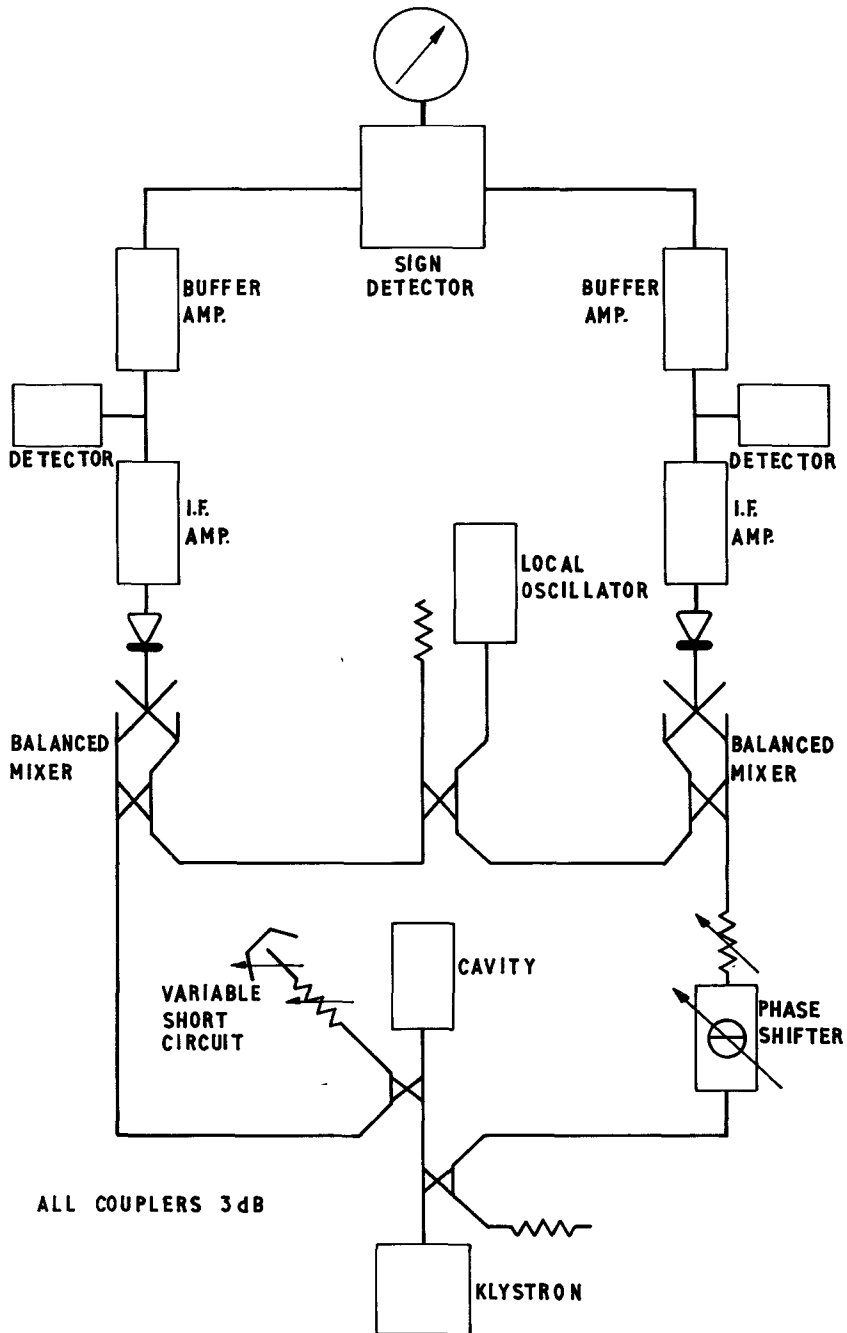 SIGN
DETECTOR
BUFFER
AMP.
BUFFER
AMP.
DETECTOR
DETECTOR
I.F.
AMP.
I.F.
AMP.
LOCAL
OSCILLATOR
BALANCED
MIXER
BALANCED
MIXER
CAVITY
VARIABLE
SHORT
CIRCUIT
PHASE
SHIFTER
ALL COUPLERS 3dB
KLYSTRON